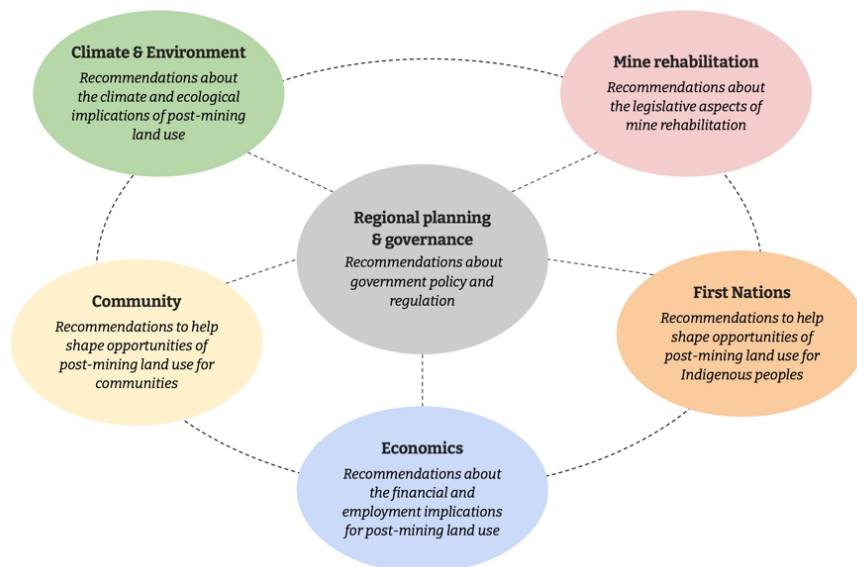 Climate & Environment
Recommendations about
the climate and ecological
implications of post-mining
land use
Mine rehabilitation
Recommendations about
the legislative aspects of
mine rehabilitation
Regional planning
& governance
Recommendations about
government policy and
regulation
Community
Recommendations to help
shape opportunities of
post-mining land use for
communities
First Nations
Recommendations to help
shape opportunities of
post-mining land use for
Indigenous peoples
Economics
Recommendations about
the financial and
employment implications
for post-mining land use